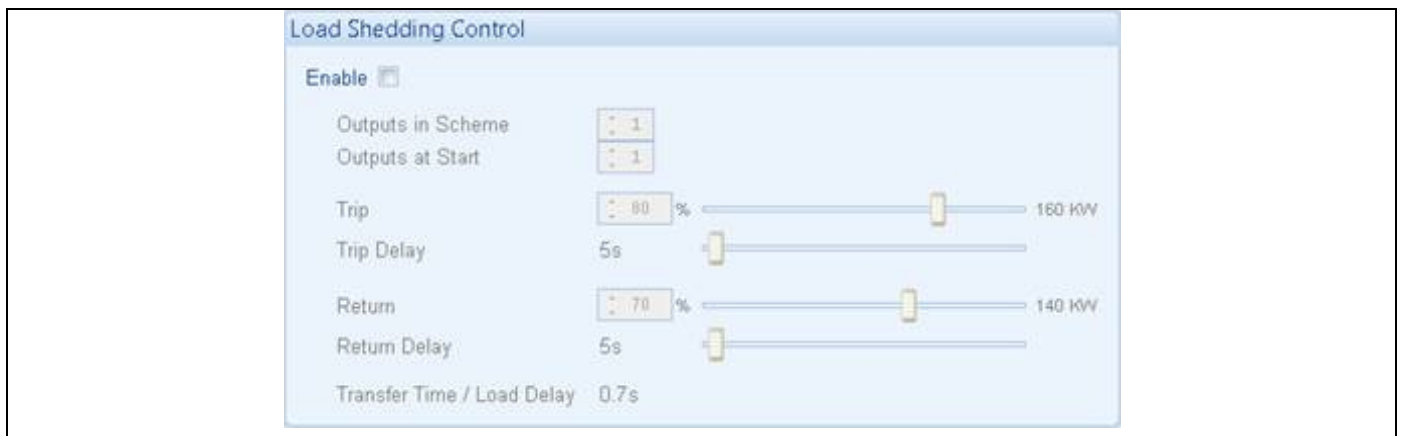 Load Shedding Control
Enable
Outputs in Scheme 1
Outputs at Start 1
Trip 80 % 160 KW
Trip Delay 5s
Return 70 % 140 KW
Return Delay 5s
Transfer Time / Load Delay 0.7s